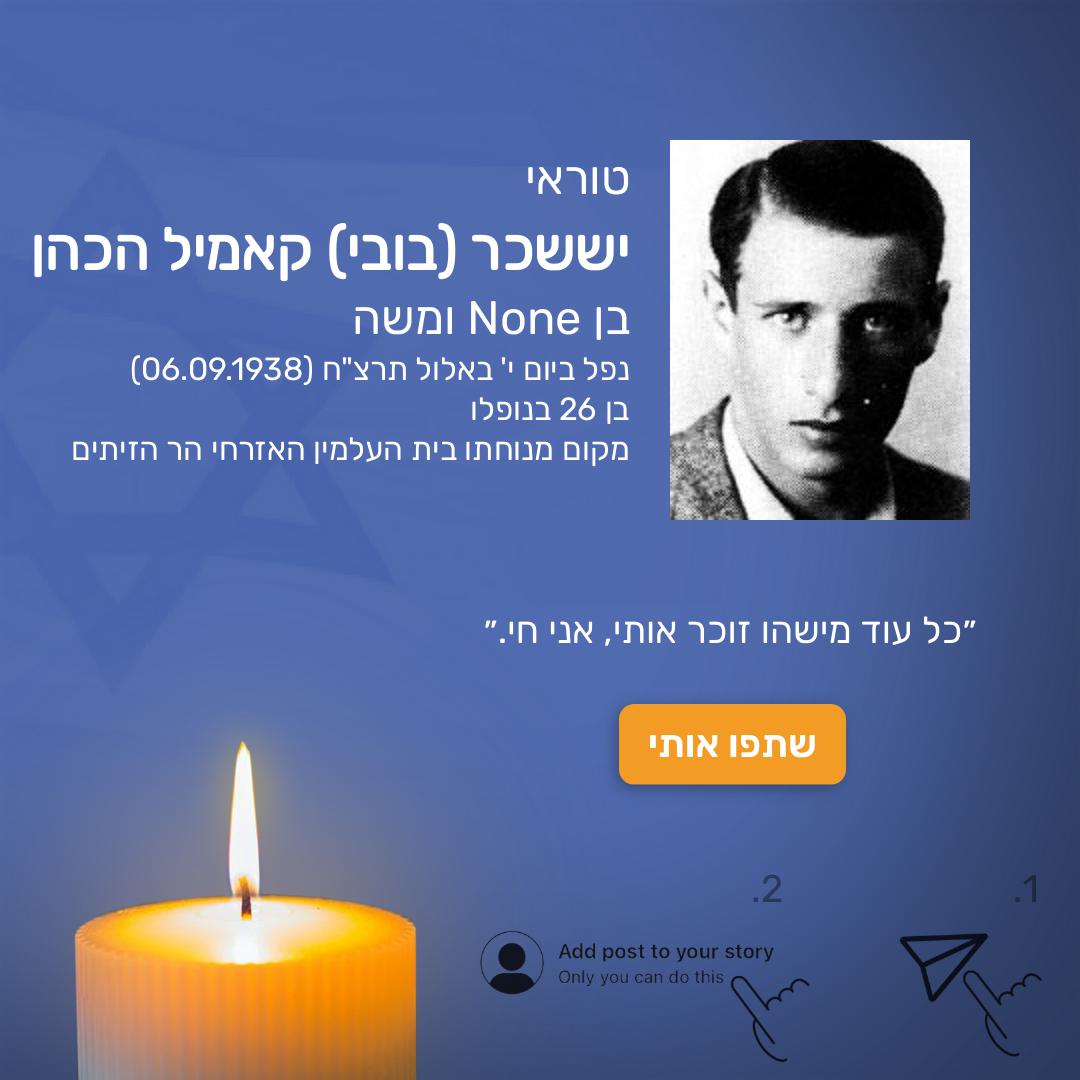 טוראי
יששכר (בובי) קאמיל הכהן
בן None ומשה
נפל ביום י' באלול תרצ"ח (06.09.1938)
בן 26 בנופלו
מקום מנוחתו בית העלמין האזרחי הר הזיתים
״כל עוד מישהו זוכר אותי, אני חי.״
שתפו אותי
1.
2.
Add post to your story
Only you can do this